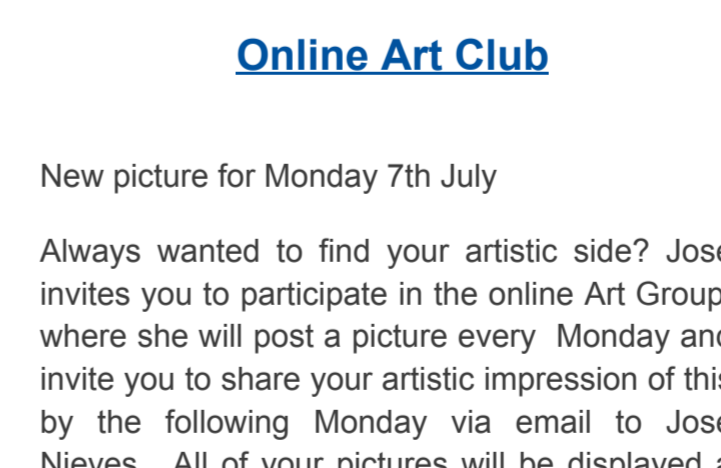 Online Art Club
New picture for Monday 7th July
Always wanted to find your artistic side? Jose
invites you to participate in the online Art Group
where she will post a picture every Monday and
invite you to share your artistic impression of this
by the following Monday via email to Jose
Nieves. All of your pictures will be displayed a